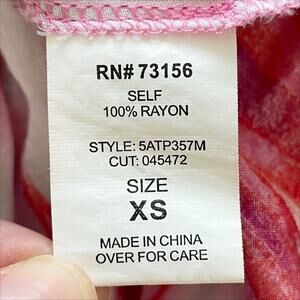 RN# 73156
SELF
100% RAYON
STYLE: 5ATP357M
CUT: 045472
SIZE
XS
MADE IN CHINA
OVER FOR CARE